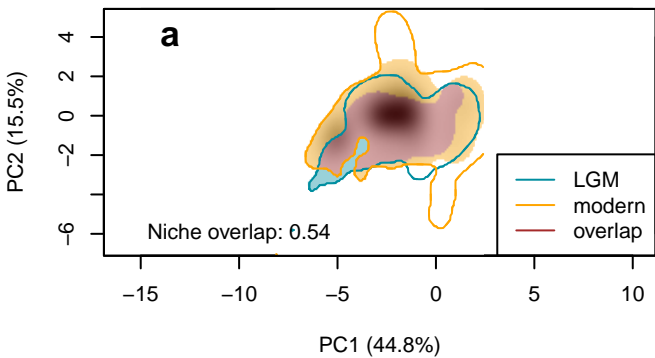 a
PC2 (15.5%)
4
2
0
−2
−6
LGM
modern
overlap
Niche overlap: 0.54
−15
−10
−5
0
5
10
PC1 (44.8%)